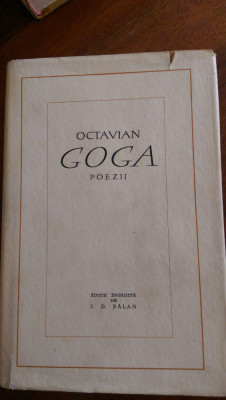 OCTAVIAN
GOGA
POEZII
EDIȚIE ÎNGRIJITĂ
DE
I. D. BĂLAN